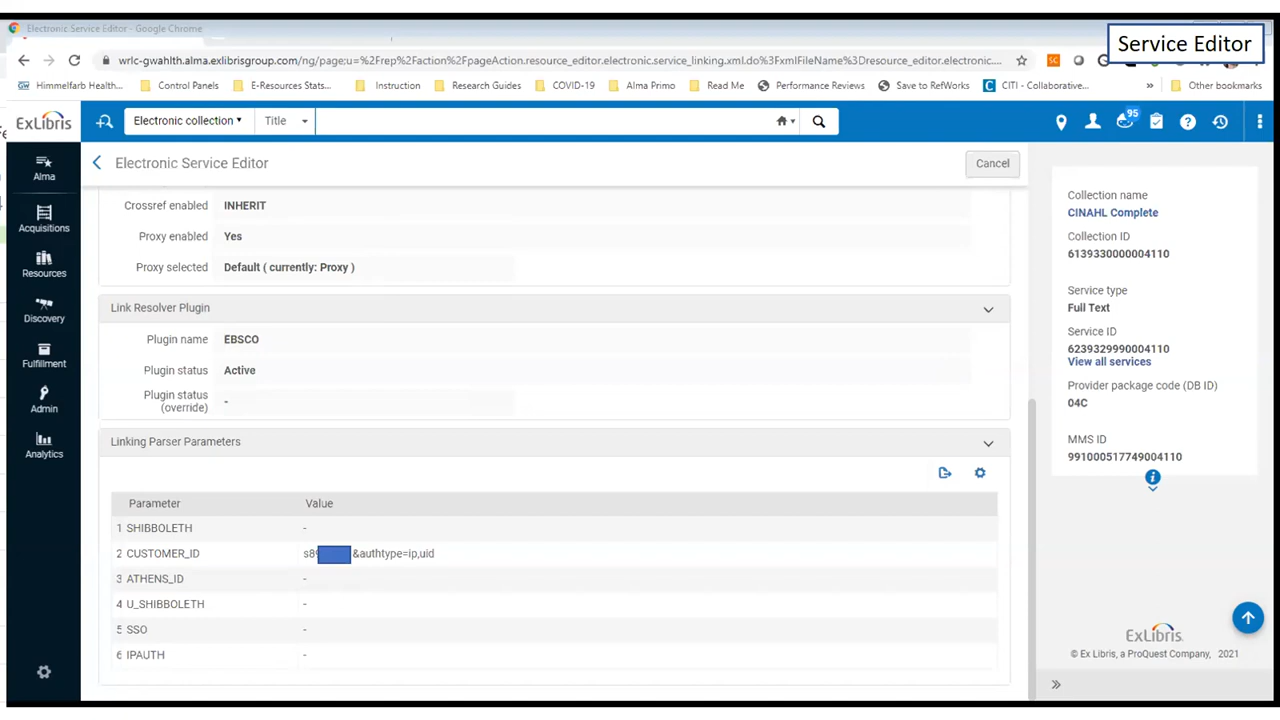 Electronic Service Editor - Google Chrome
Service Editor
wrlc-gwahlth.alma.exlibrisgroup.com/ng/page;u=%2Frep%2Faction%2FpageAction.resource_editor.electronic.service_linking.xml.do%3FxmlFileName%3Dresource_editor.electronic....
Himmelfarb Health...
Control Panels
E-Resources Stats...
Instruction
Research Guides
COVID-19
Alma Primo
Read Me
Performance Reviews
Save to RefWorks
CITI - Collaborative...
»
Other bookmarks
ExLibris
Electronic collection
Title
95
Alma
Acquisitions
Resources
Discovery
Fulfillment
Admin
Analytics
Electronic Service Editor
Cancel
Crossref enabled INHERIT
Proxy enabled Yes
Proxy selected Default ( currently: Proxy )
Link Resolver Plugin
Plugin name EBSCO
Plugin status Active
Plugin status
(override) -
Linking Parser Parameters
Parameter Value
1 SHIBBOLETH -
2 CUSTOMER_ID &authtype=ip,uid
3 ATHENS_ID -
4 U_SHIBBOLETH -
5 SSO -
6 IPAUTH -
Collection name
CINAHL Complete
Collection ID
6139330000004110
Service type
Full Text
Service ID
6239329990004110
View all services
Provider package code (DB ID)
04C
MMS ID
991000517749004110
ExLibris
© Ex Libris, a ProQuest Company, 2021